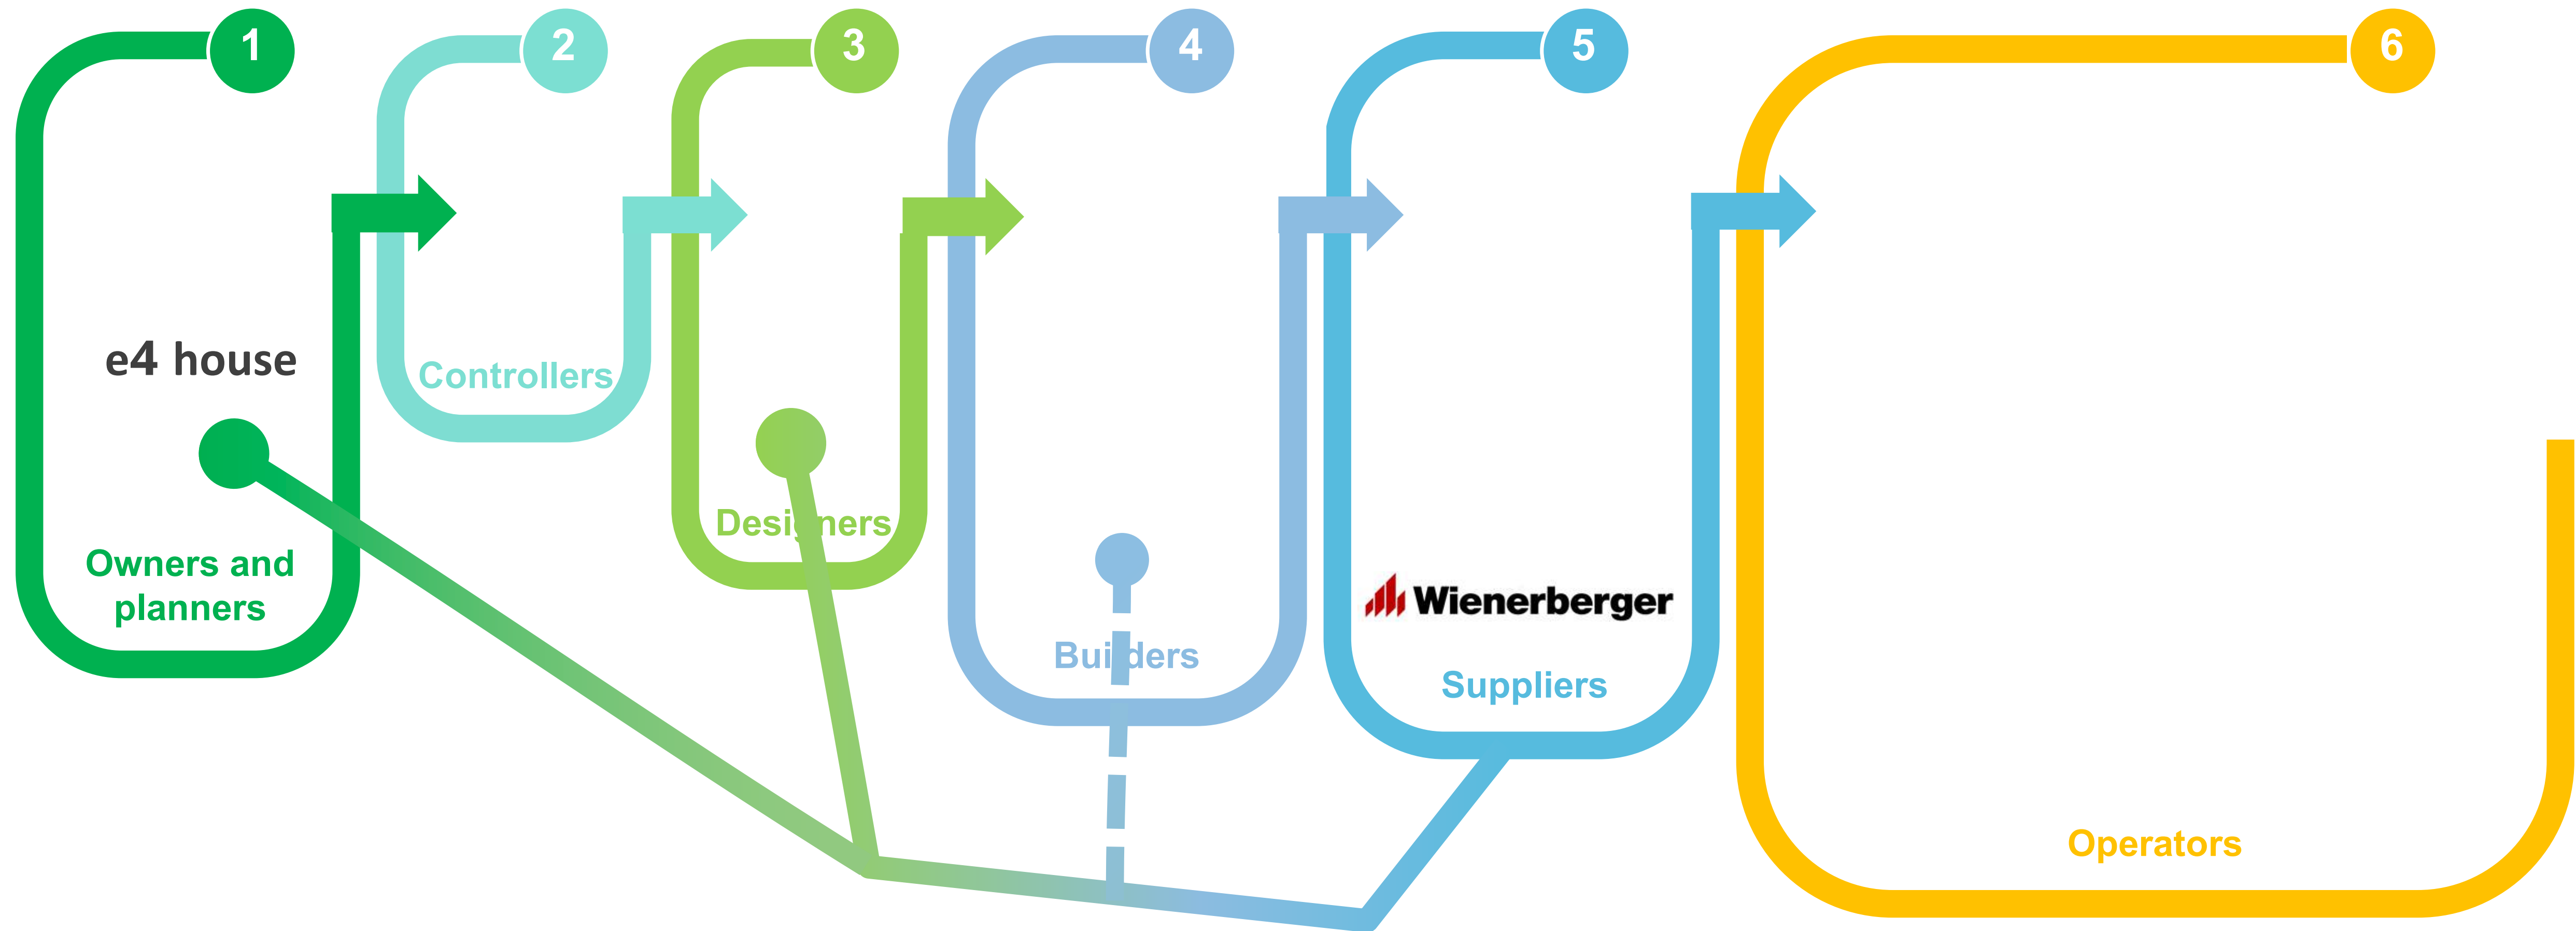 1
2
3
4
5
6
e4 house
Controllers
Designers
Owners and
planners
Wienerberger
Builders
Suppliers
Operators